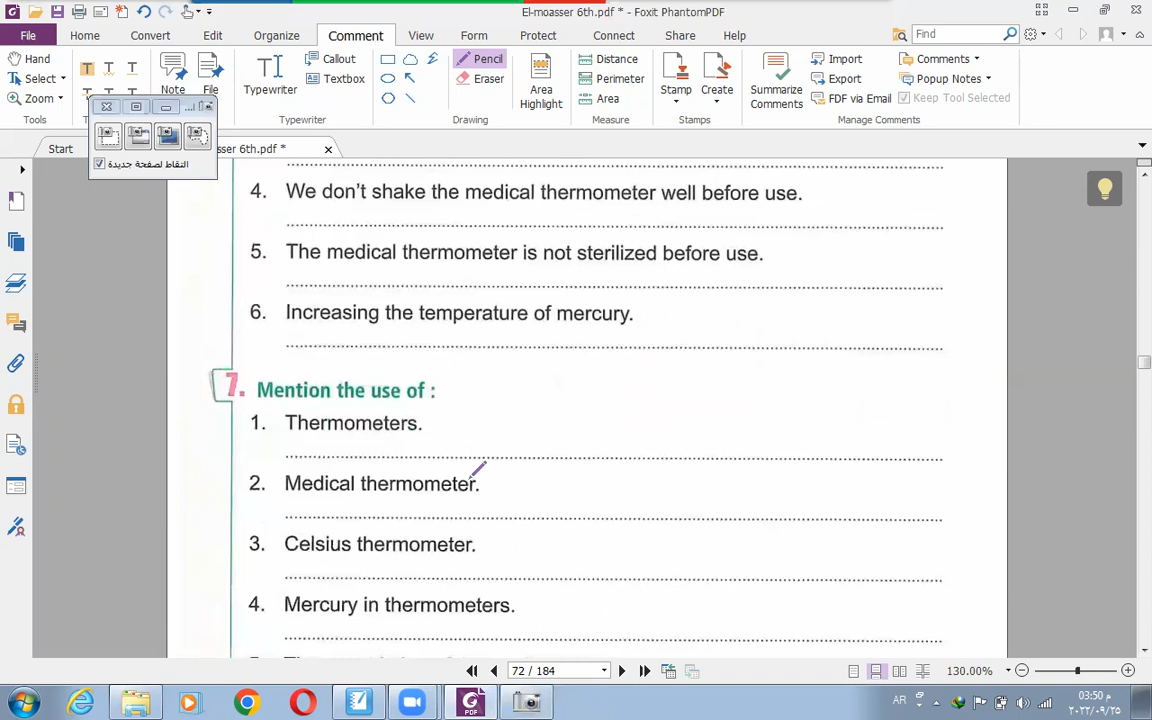 El-moasser 6th.pdf * - Foxit PhantomPDF
File Home Convert Edit Organize Comment View Form Protect Connect Share Help Find
Hand
Select
Zoom
Tools
Note
File
Typewriter
Callout
Textbox
Typewriter
Pencil
Eraser
Area Highlight
Drawing
Distance
Perimeter
Area
Measure
Stamp
Create
Stamps
Summarize Comments
Import
Export
FDF via Email
Comments
Popup Notes
Keep Tool Selected
Manage Comments
التقاط لصفحة جديدة
Start
sser 6th.pdf *
4. We don't shake the medical thermometer well before use.
5. The medical thermometer is not sterilized before use.
6. Increasing the temperature of mercury.
7. Mention the use of :
1. Thermometers.
2. Medical thermometer.
3. Celsius thermometer.
4. Mercury in thermometers.
72 / 184
130.00%
AR
03:50 م
٢٠٢٢/٠٩/٢٥